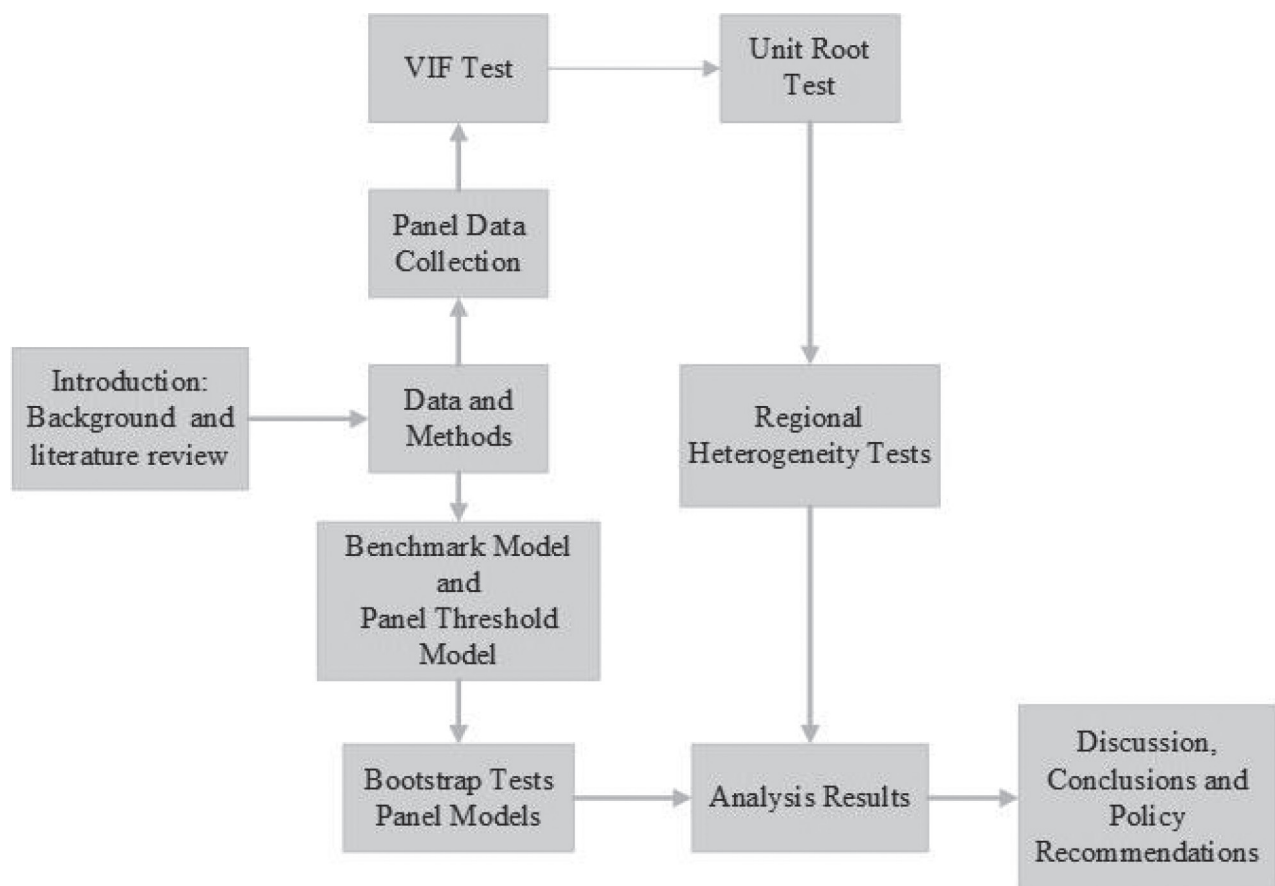 VIF Test
Unit Root
Test
Panel Data
Collection
Introduction:
Background and
literature review
Data and
Methods
Regional
Heterogeneity Tests
Benchmark Model
and
Panel Threshold
Model
Bootstrap Tests
Panel Models
Analysis Results
Discussion,
Conclusions and
Policy
Recommendations